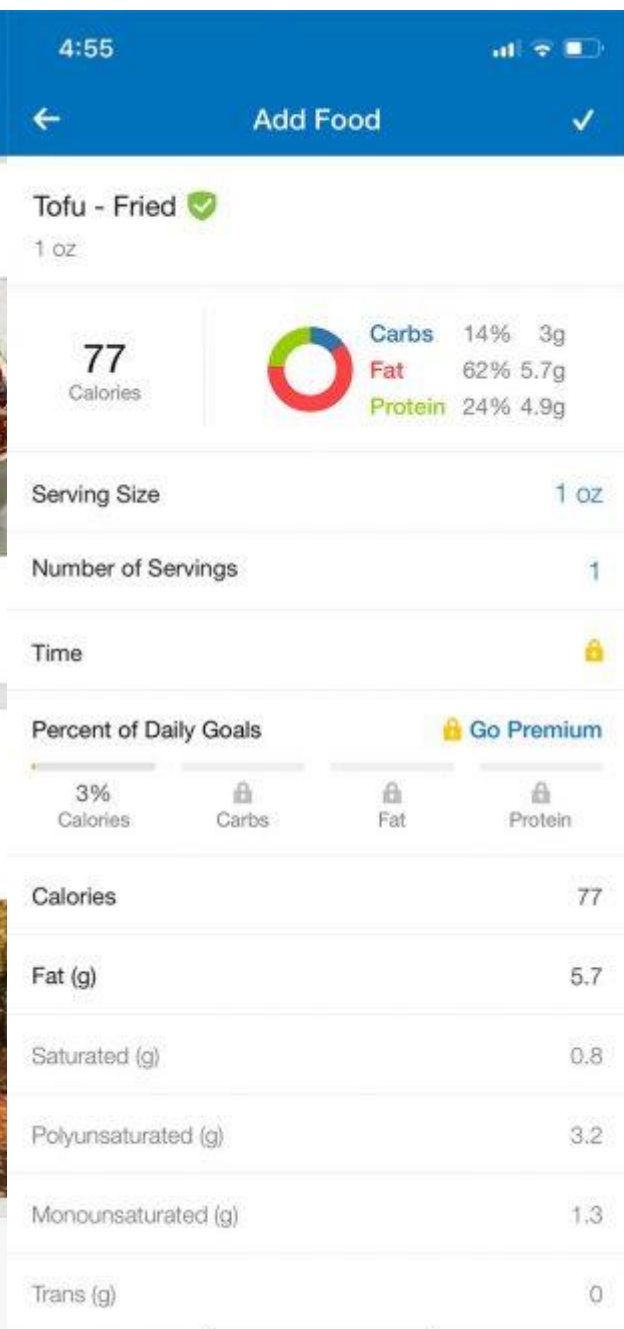 4:55
Add Food
Tofu - Fried
1 oz
77
Calories
Carbs 14% 3g
Fat 62% 5.7g
Protein 24% 4.9g
Serving Size 1 oz
Number of Servings 1
Time
Percent of Daily Goals Go Premium
3%
Calories Carbs Fat Protein
Calories 77
Fat (g) 5.7
Saturated (g) 0.8
Polyunsaturated (g) 3.2
Monounsaturated (g) 1.3
Trans (g) 0